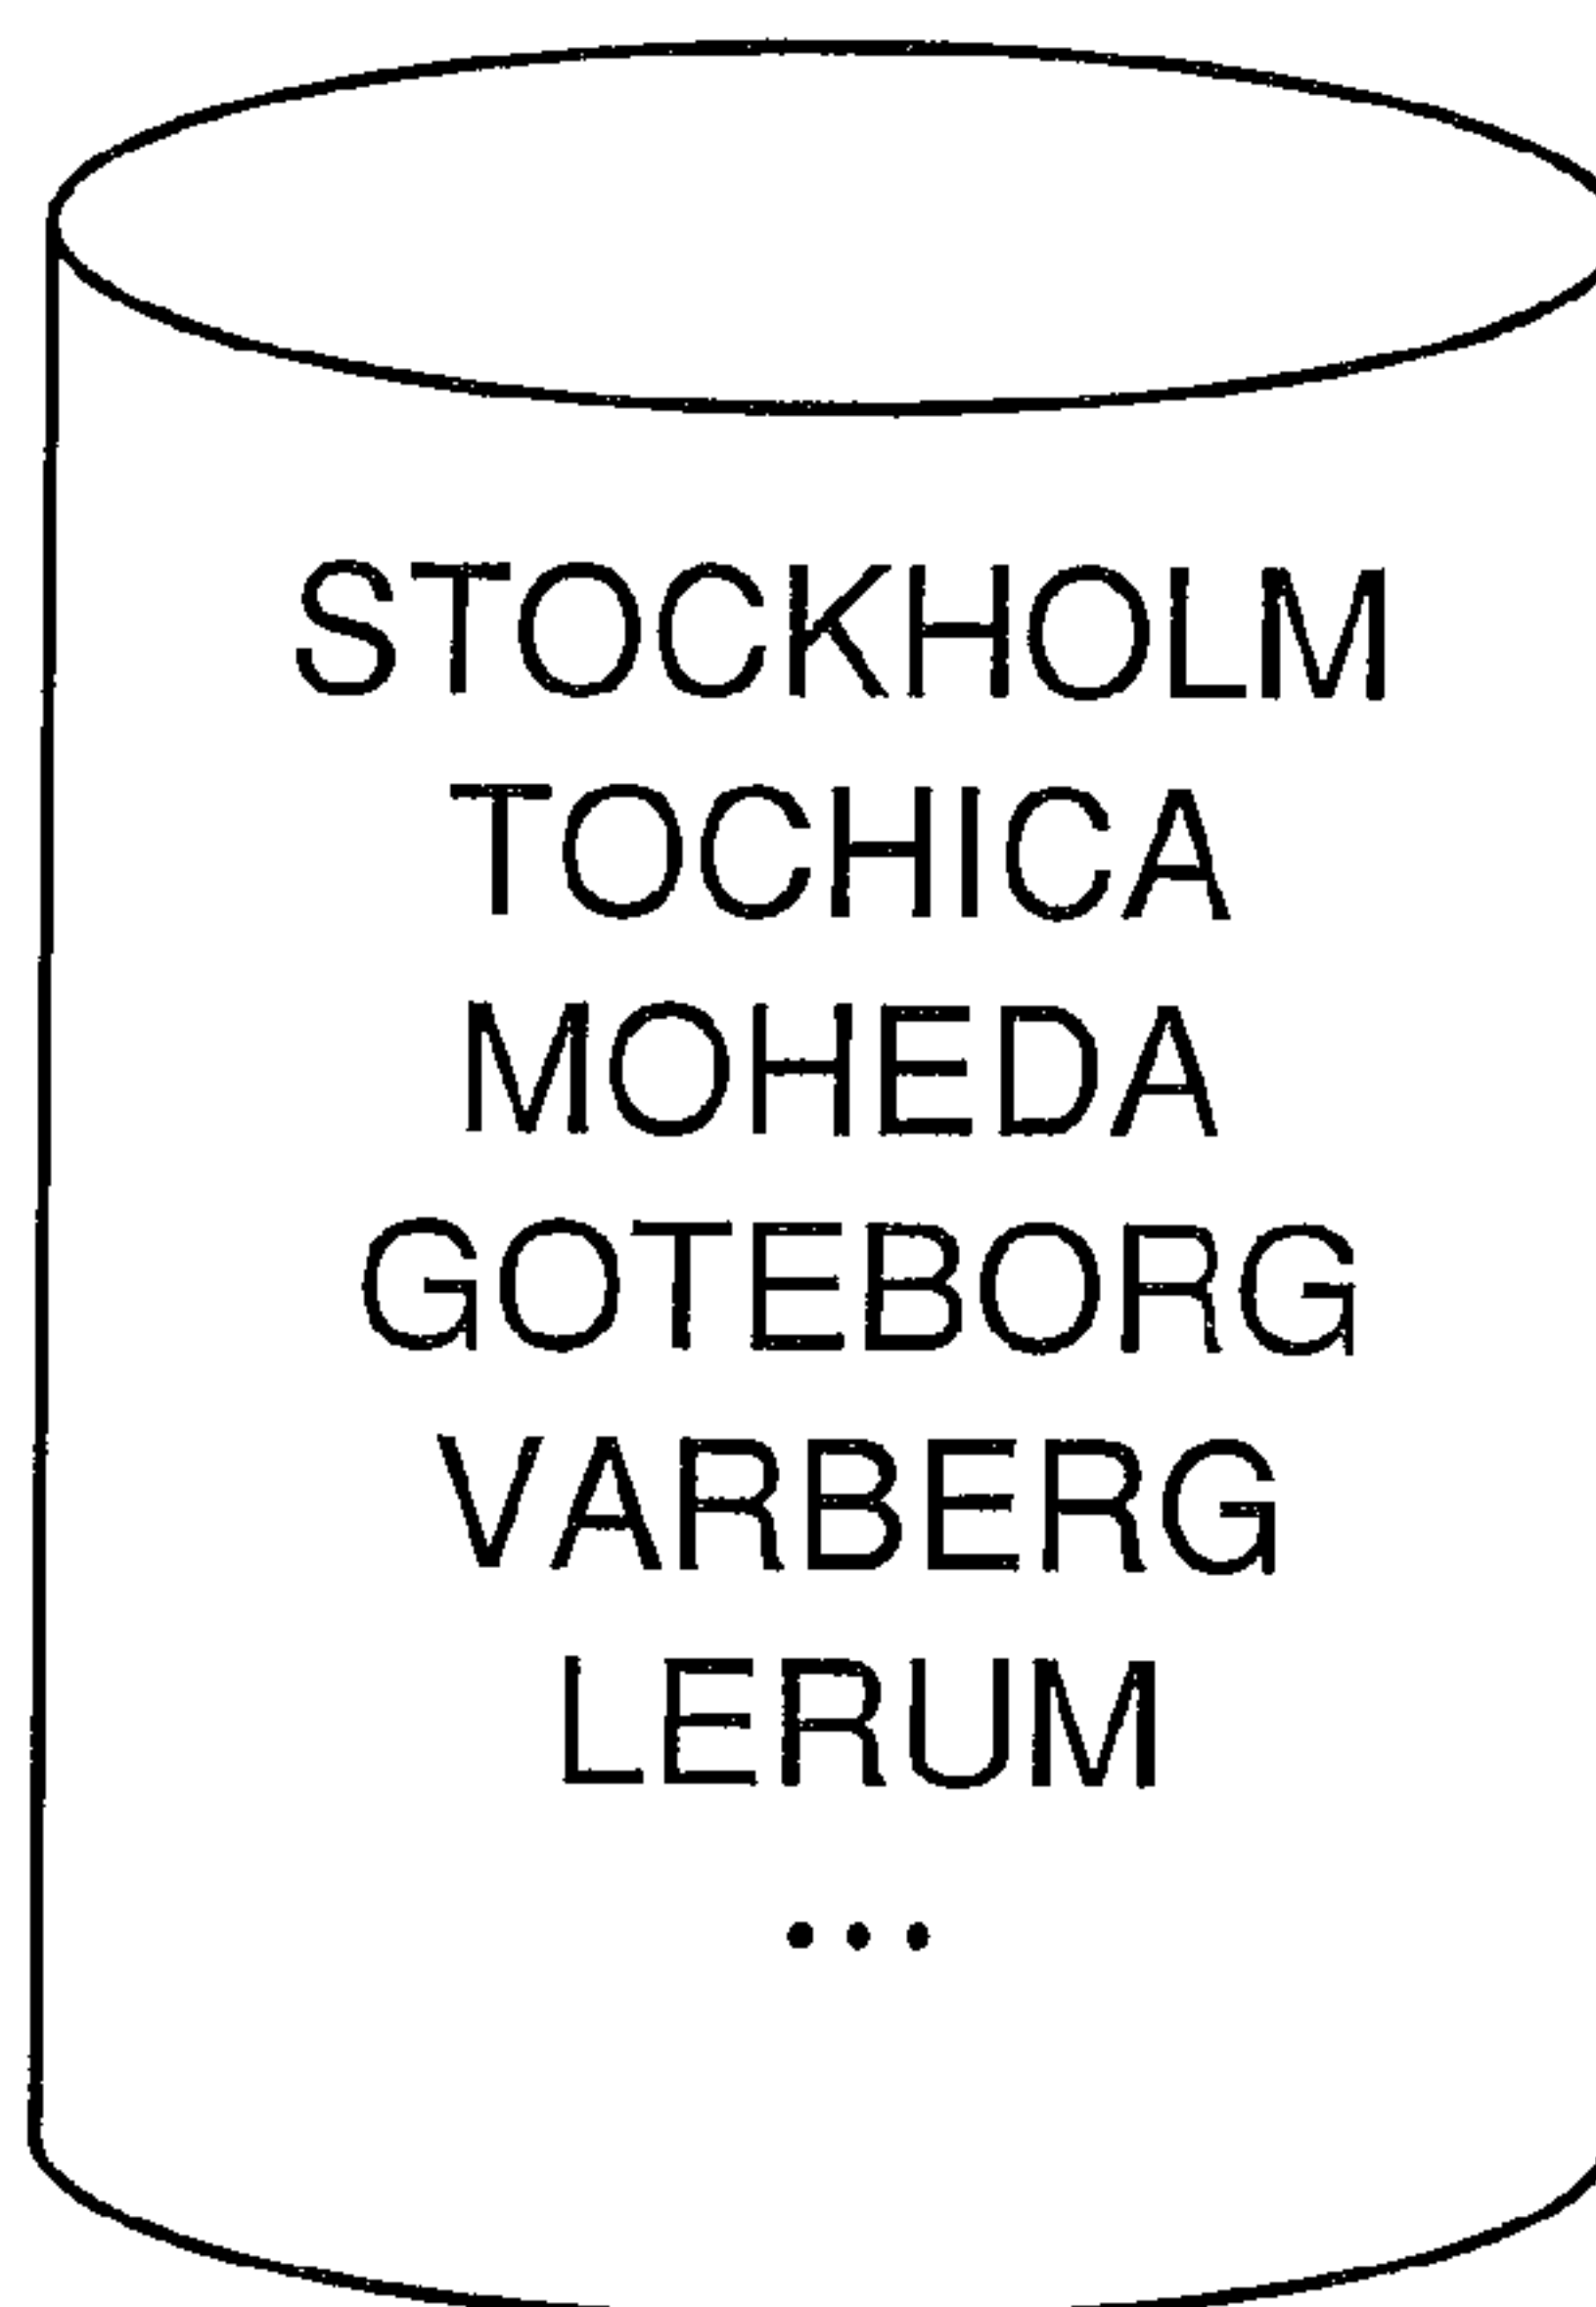 STOCKHOLM
TOCHICA
MOHEDA
GOTEBORG
VARBERG
LERUM
...